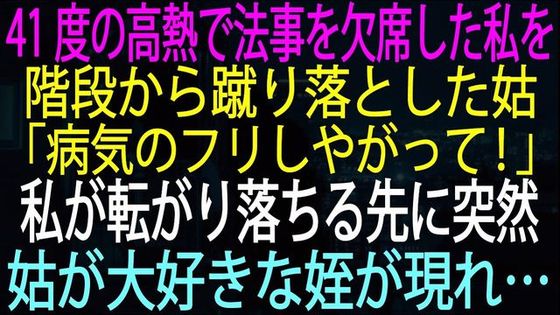 41度の高熱で法事を欠席した私を
階段から蹴り落とした姑
「病気のフリしやがって!」
私が転がり落ちる先に突然
姑が大好きな姪が現れ…